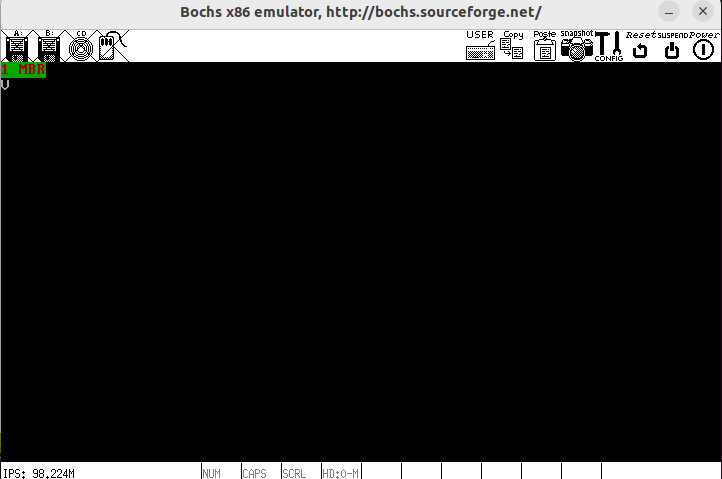 Bochs x86 emulator, http://bochs.sourceforge.net/
A: B: CD USER Copy Paste snapshot CONFIG Reset SUSPEND Power
1 MBR
V
IPS: 98.224M NUM CAPS SCRL HD:0-M